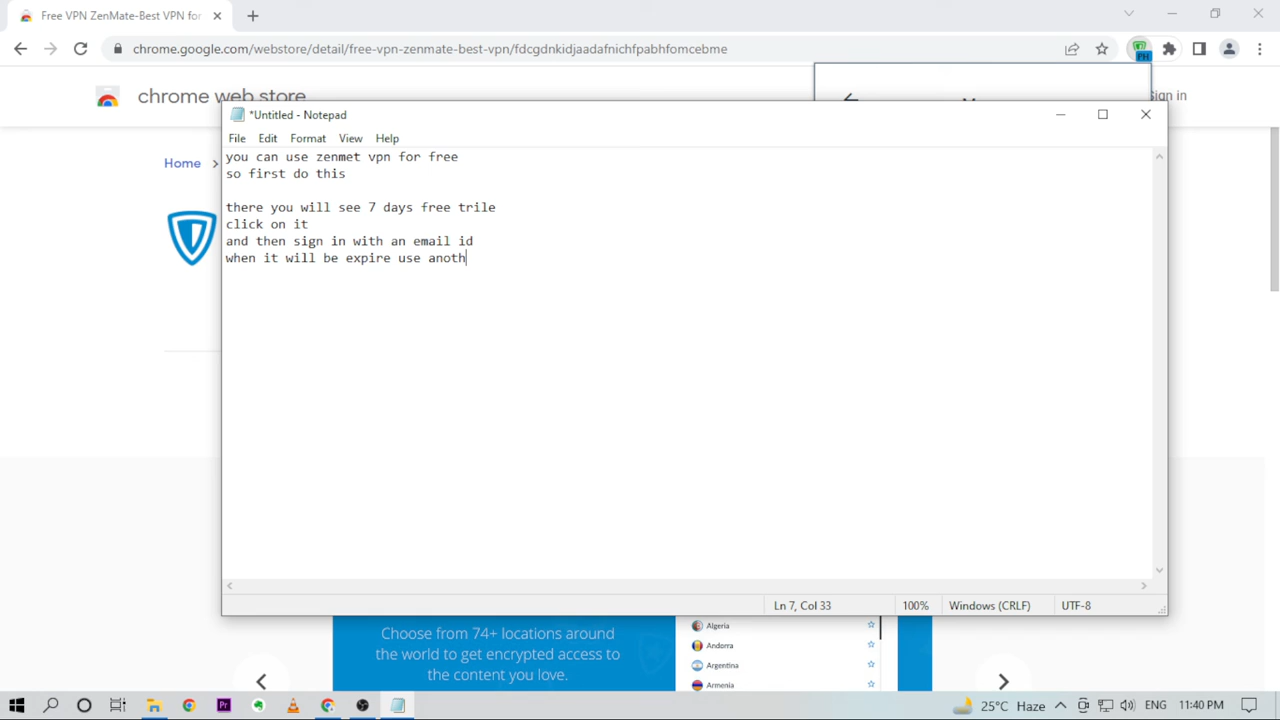 Free VPN ZenMate-Best VPN for
chrome.google.com/webstore/detail/free-vpn-zenmate-best-vpn/fdcgdnkidjaadafnichfpabhfomcebme
PH
chrome web store
Sign in
*Untitled - Notepad
File Edit Format View Help
Home
you can use zenmet vpn for free
so first do this
there you will see 7 days free trile
click on it
and then sign in with an email id
when it will be expire use anoth
Ln 7, Col 33 100% Windows (CRLF) UTF-8
Choose from 74+ locations around
the world to get encrypted access to
the content you love.
Algeria
Andorra
Argentina
Armenia
Pr
25°C Haze ENG 11:40 PM